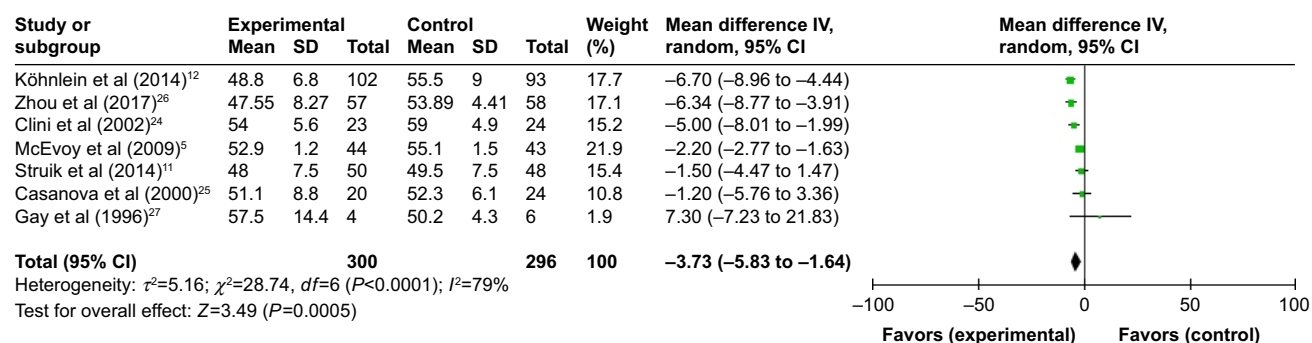 Study or subgroup Experimental Control Weight (%) Mean difference IV, random, 95% CI Mean difference IV, random, 95% CI
Mean SD Total Mean SD Total
Köhnlein et al (2014)¹² 48.8 6.8 102 55.5 9 93 17.7 –6.70 (–8.96 to –4.44)
Zhou et al (2017)²⁶ 47.55 8.27 57 53.89 4.41 58 17.1 –6.34 (–8.77 to –3.91)
Clini et al (2002)²⁴ 54 5.6 23 59 4.9 24 15.2 –5.00 (–8.01 to –1.99)
McEvoy et al (2009)⁵ 52.9 1.2 44 55.1 1.5 43 21.9 –2.20 (–2.77 to –1.63)
Struik et al (2014)¹¹ 48 7.5 50 49.5 7.5 48 15.4 –1.50 (–4.47 to 1.47)
Casanova et al (2000)²⁵ 51.1 8.8 20 52.3 6.1 24 10.8 –1.20 (–5.76 to 3.36)
Gay et al (1996)²⁷ 57.5 14.4 4 50.2 4.3 6 1.9 7.30 (–7.23 to 21.83)
Total (95% CI) 300 296 100 –3.73 (–5.83 to –1.64)
Heterogeneity: τ²=5.16; χ²=28.74, df=6 (P<0.0001); I²=79%
Test for overall effect: Z=3.49 (P=0.0005)
–100 –50 0 50 100
Favors (experimental) Favors (control)